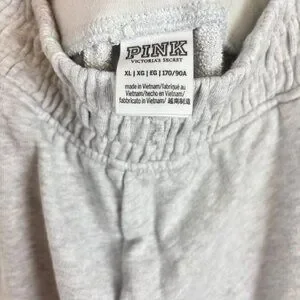 PINK
VICTORIA'S SECRET
XL | XG | EG | 170/90A
made in Vietnam/fabriqué au
Vietnam/hecho en Vietnam/
fabbricato in Vietnam/ 越南制造